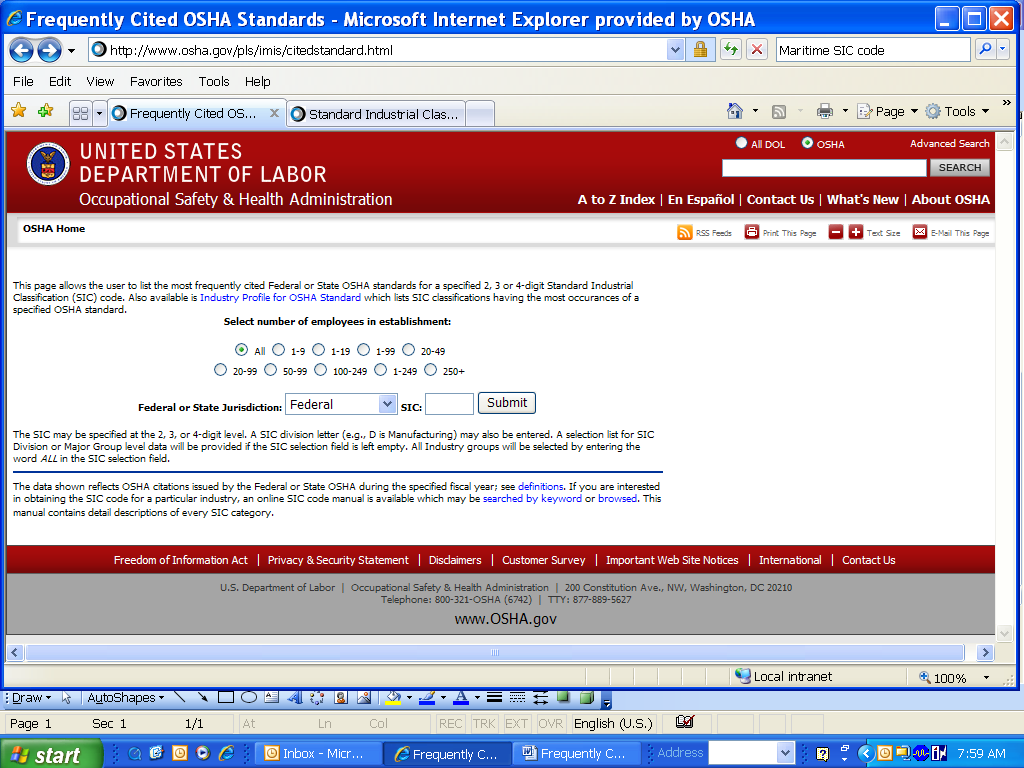 Frequently Cited OSHA Standards - Microsoft Internet Explorer provided by OSHA
http://www.osha.gov/pls/imis/citedstandard.html
Maritime SIC code
File Edit View Favorites Tools Help
Frequently Cited OS...
Standard Industrial Clas...
Page
Tools
UNITED STATES
DEPARTMENT OF LABOR
Occupational Safety & Health Administration
All DOL OSHA Advanced Search
SEARCH
A to Z Index | En Español | Contact Us | What's New | About OSHA
OSHA Home
RSS Feeds Print This Page Text Size E-Mail This Page
This page allows the user to list the most frequently cited Federal or State OSHA standards for a specified 2, 3 or 4-digit Standard Industrial
Classification (SIC) code. Also available is Industry Profile for OSHA Standard which lists SIC classifications having the most occurances of a
specified OSHA standard.
Select number of employees in establishment:
All 1-9 1-19 1-99 20-49
20-99 50-99 100-249 1-249 250+
Federal or State Jurisdiction: Federal SIC: Submit
The SIC may be specified at the 2, 3, or 4-digit level. A SIC division letter (e.g., D is Manufacturing) may also be entered. A selection list for SIC
Division or Major Group level data will be provided if the SIC selection field is left empty. All Industry groups will be selected by entering the
word ALL in the SIC selection field.
The data shown reflects OSHA citations issued by the Federal or State OSHA during the specified fiscal year; see definitions. If you are interested
in obtaining the SIC code for a particular industry, an online SIC code manual is available which may be searched by keyword or browsed. This
manual contains detail descriptions of every SIC category.
Freedom of Information Act | Privacy & Security Statement | Disclaimers | Customer Survey | Important Web Site Notices | International | Contact Us
U.S. Department of Labor | Occupational Safety & Health Administration | 200 Constitution Ave., NW, Washington, DC 20210
Telephone: 800-321-OSHA (6742) | TTY: 877-889-5627
www.OSHA.gov
Local intranet
100%
Draw AutoShapes
Page 1 Sec 1 1/1 At Ln Col REC TRK EXT OVR English (U.S.)
start
Inbox - Micr...
Frequently C...
Frequently C...
Address
7:59 AM